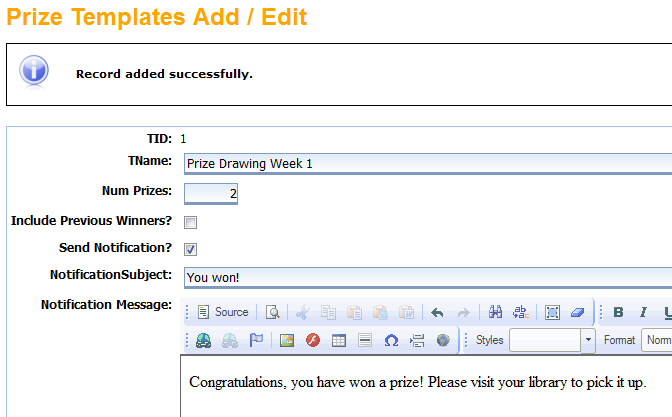 Prize Templates Add / Edit
Record added successfully.
TID: 1
TName: Prize Drawing Week 1
Num Prizes: 2
Include Previous Winners?
Send Notification?
NotificationSubject: You won!
Notification Message: Source B I U
Styles Format Norm
Congratulations, you have won a prize! Please visit your library to pick it up.